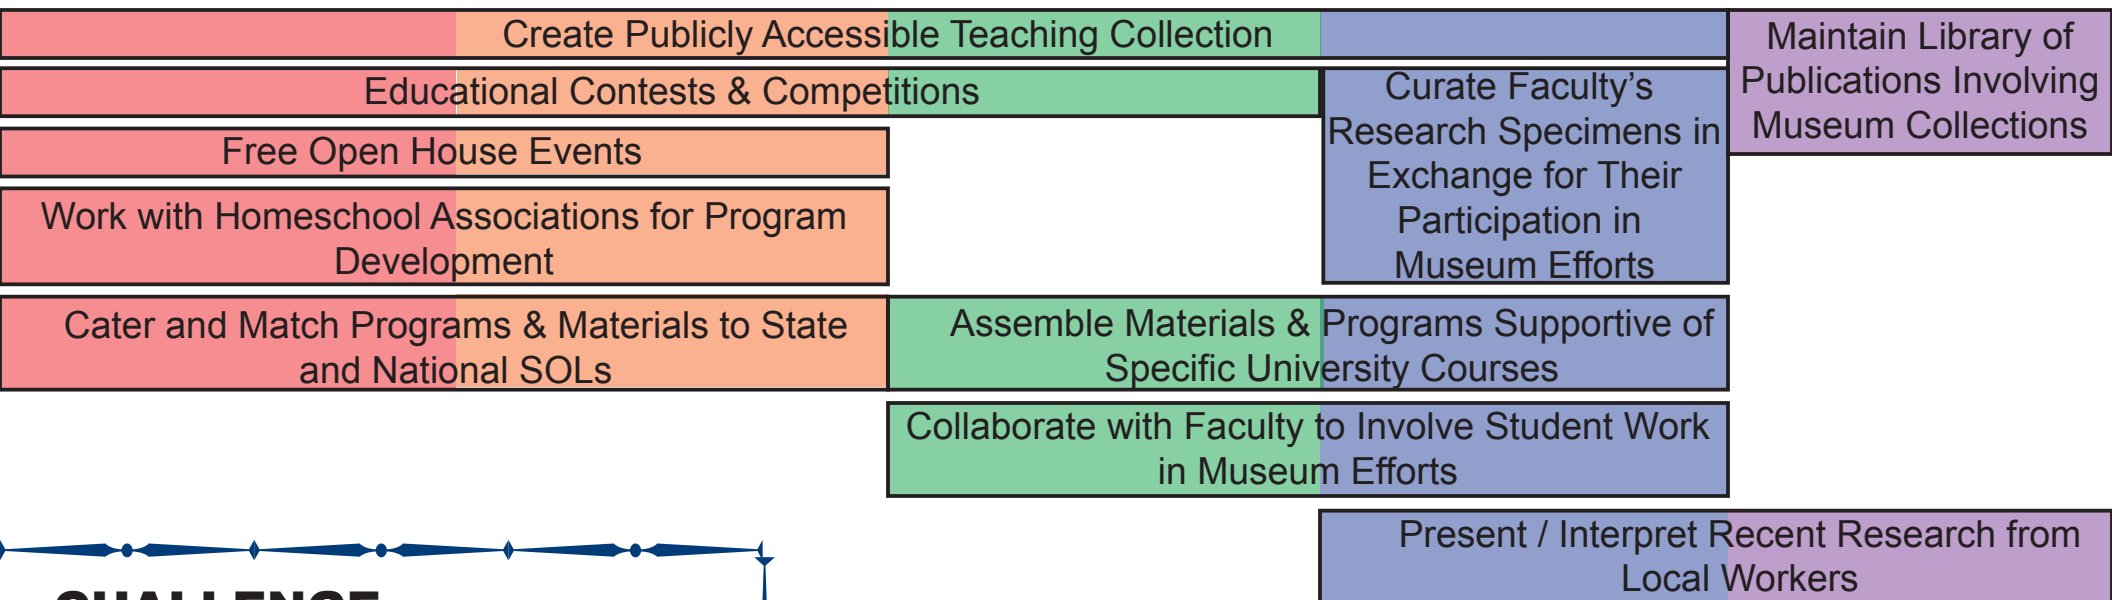 Create Publicly Accessible Teaching Collection
Maintain Library of
Publications Involving
Museum Collections
Educational Contests & Competitions
Curate Faculty’s
Research Specimens in
Exchange for Their
Participation in
Museum Efforts
Free Open House Events
Work with Homeschool Associations for Program
Development
Cater and Match Programs & Materials to State
and National SOLs
Assemble Materials & Programs Supportive of
Specific University Courses
Collaborate with Faculty to Involve Student Work
in Museum Efforts
Present / Interpret Recent Research from
Local Workers
CHALLENGE